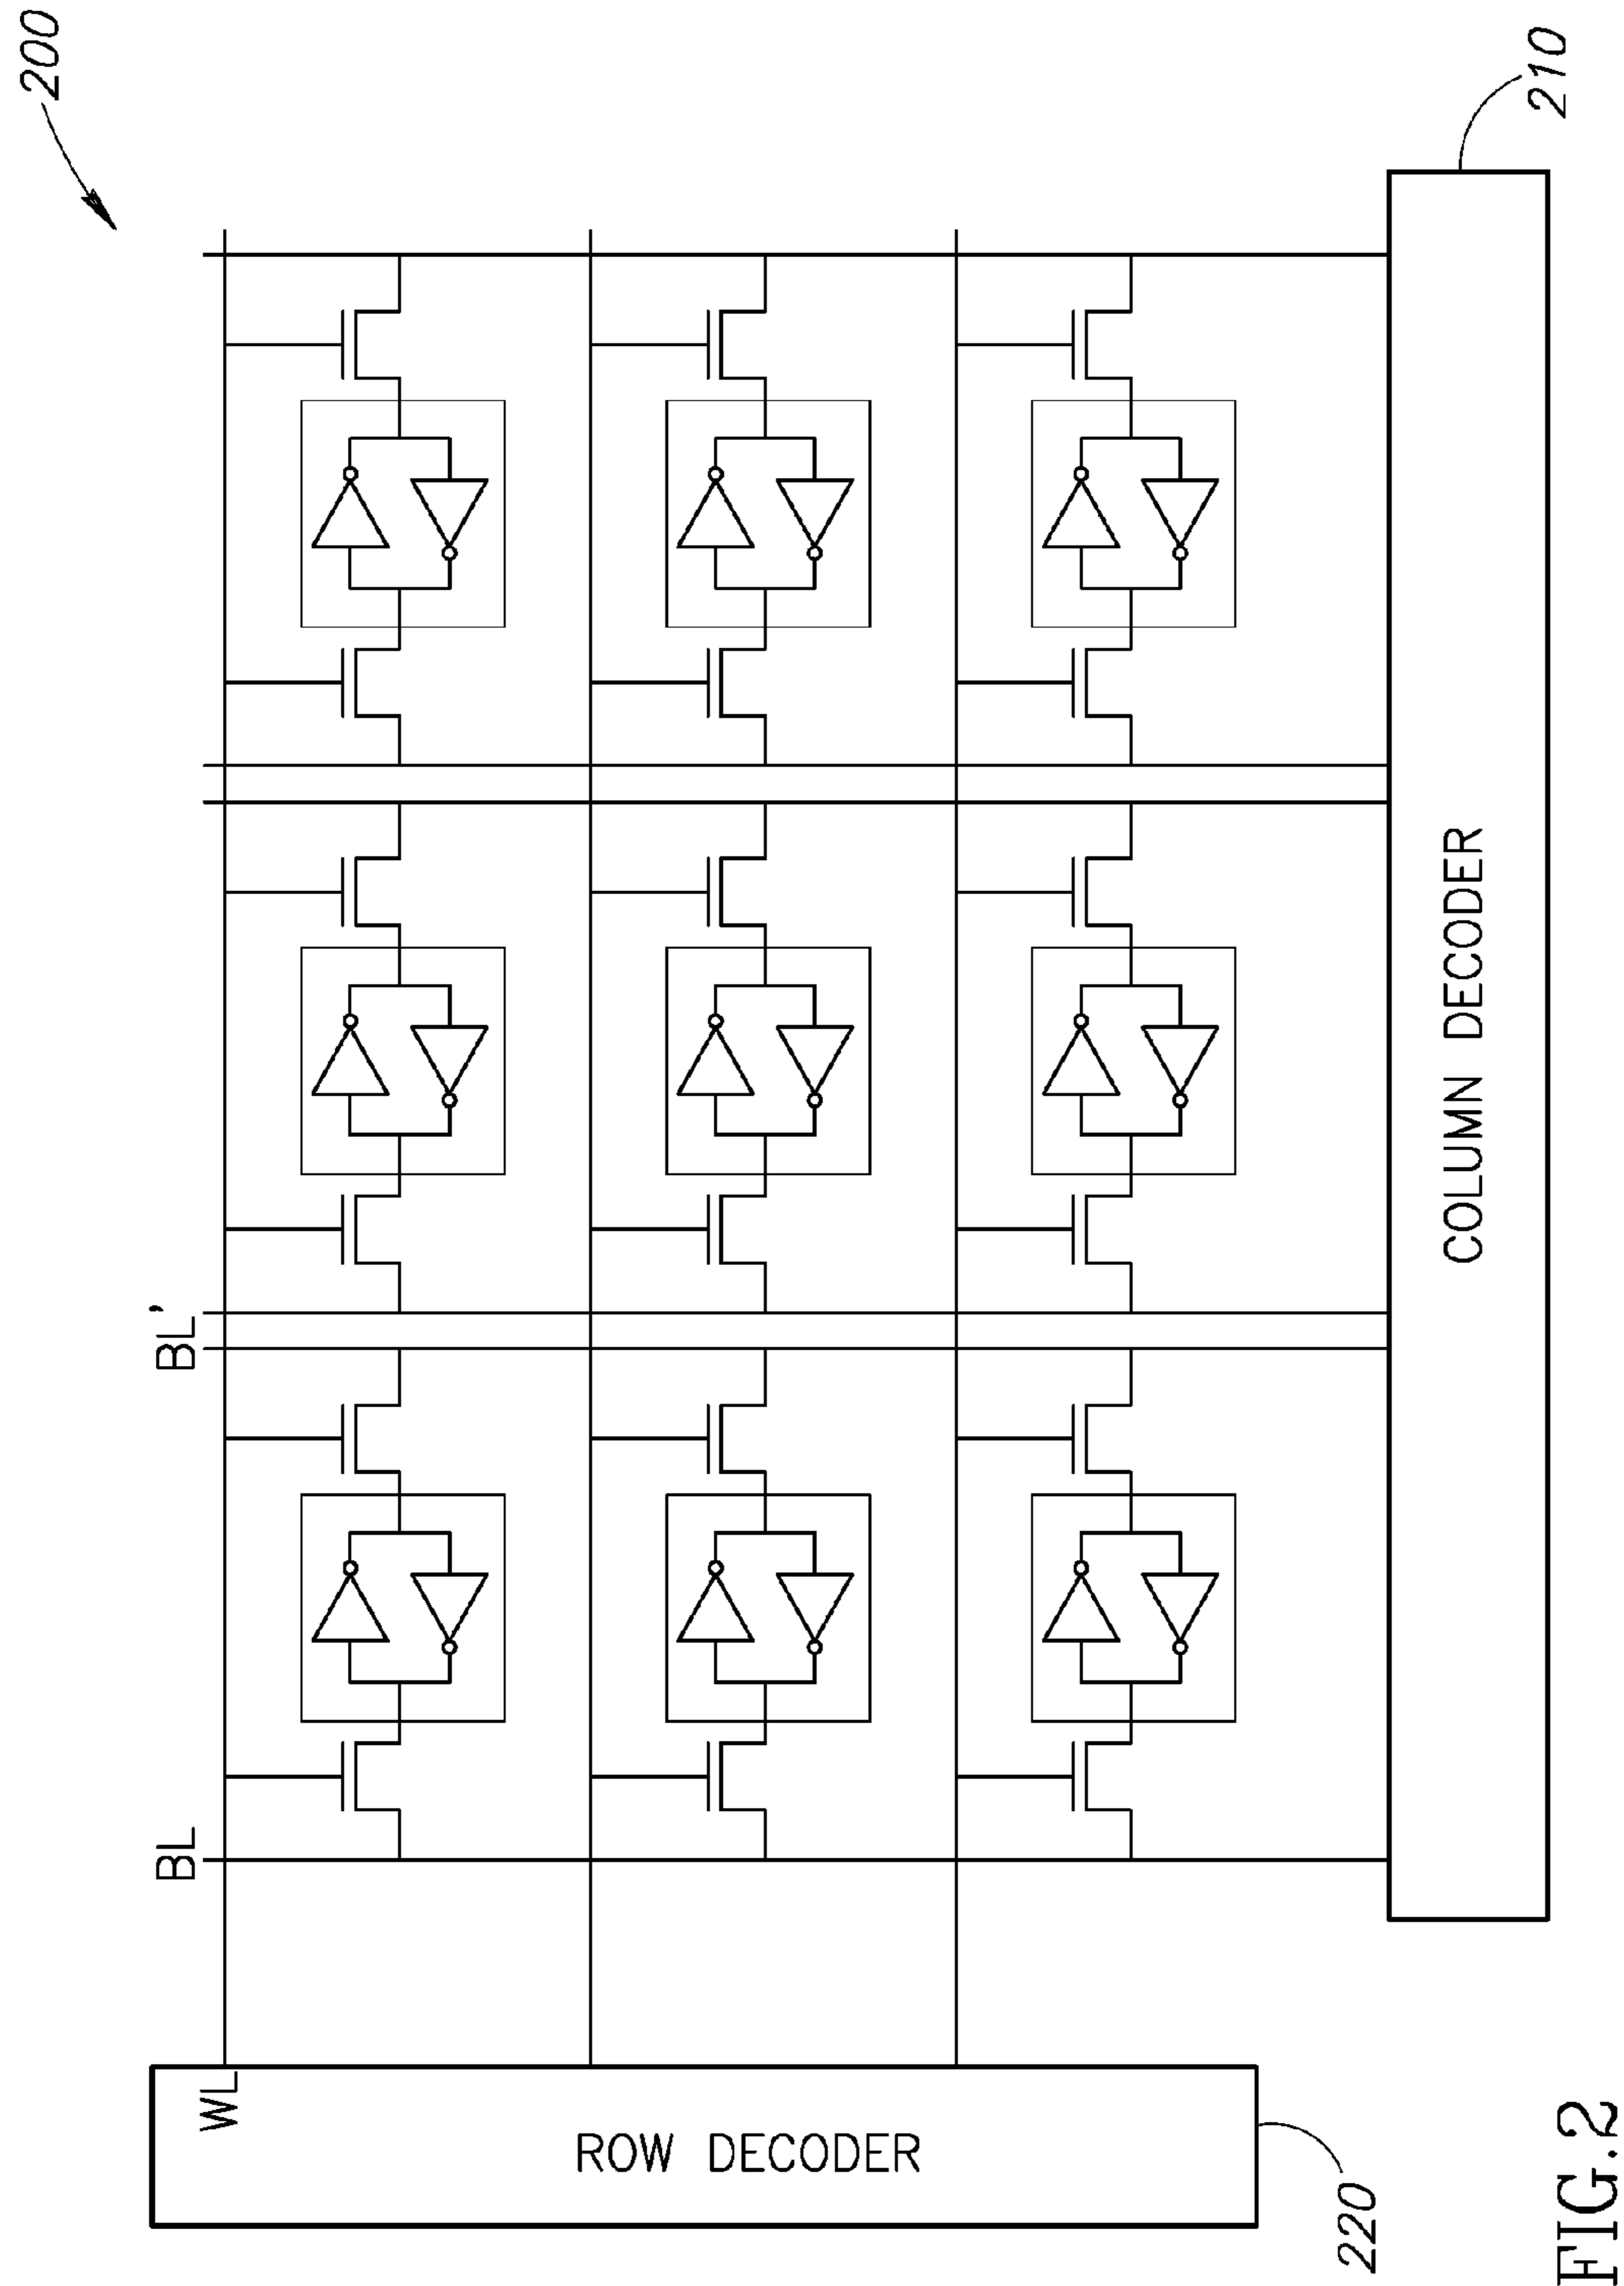 200
BL
BL'
WL
ROW DECODER
220
COLUMN DECODER
210
FIG.2